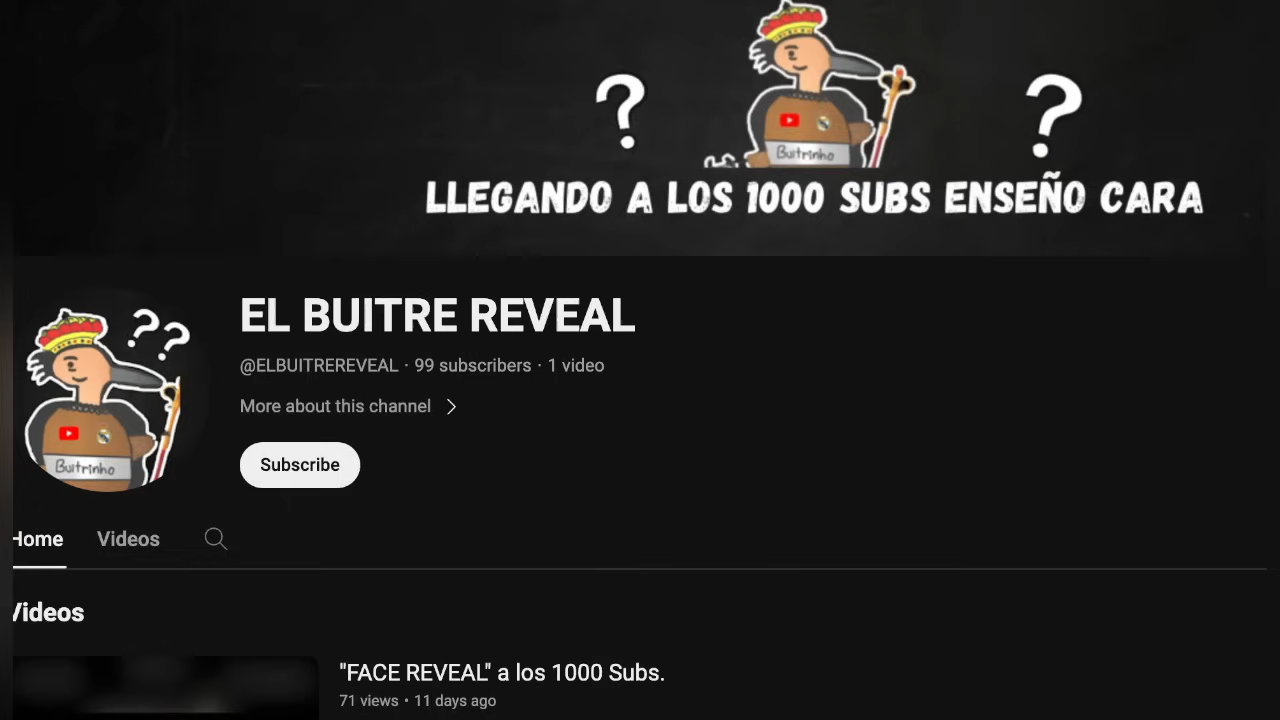 ? ?
Buitrinho
LLEGANDO A LOS 1000 SUBS ENSEÑO CARA
??
Buitrinho
EL BUITRE REVEAL
@ELBUITREREVEAL · 99 subscribers · 1 video
More about this channel
Subscribe
Home Videos
Videos
"FACE REVEAL" a los 1000 Subs.
71 views • 11 days ago